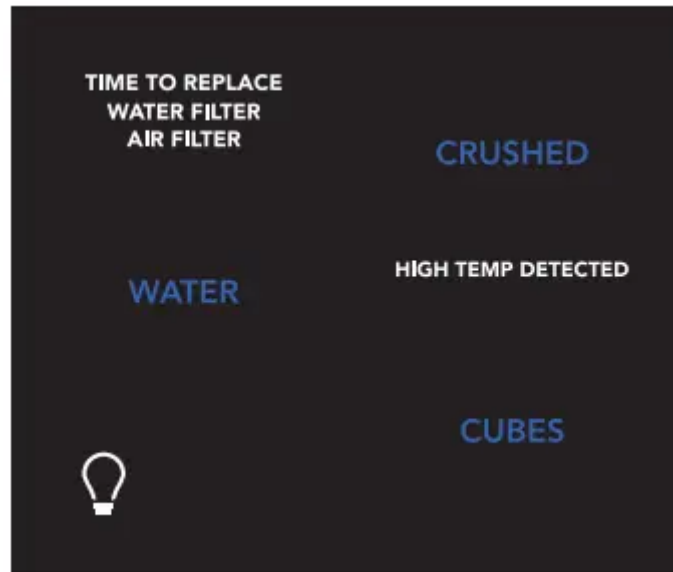 TIME TO REPLACE
WATER FILTER
AIR FILTER
CRUSHED
HIGH TEMP DETECTED
WATER
CUBES